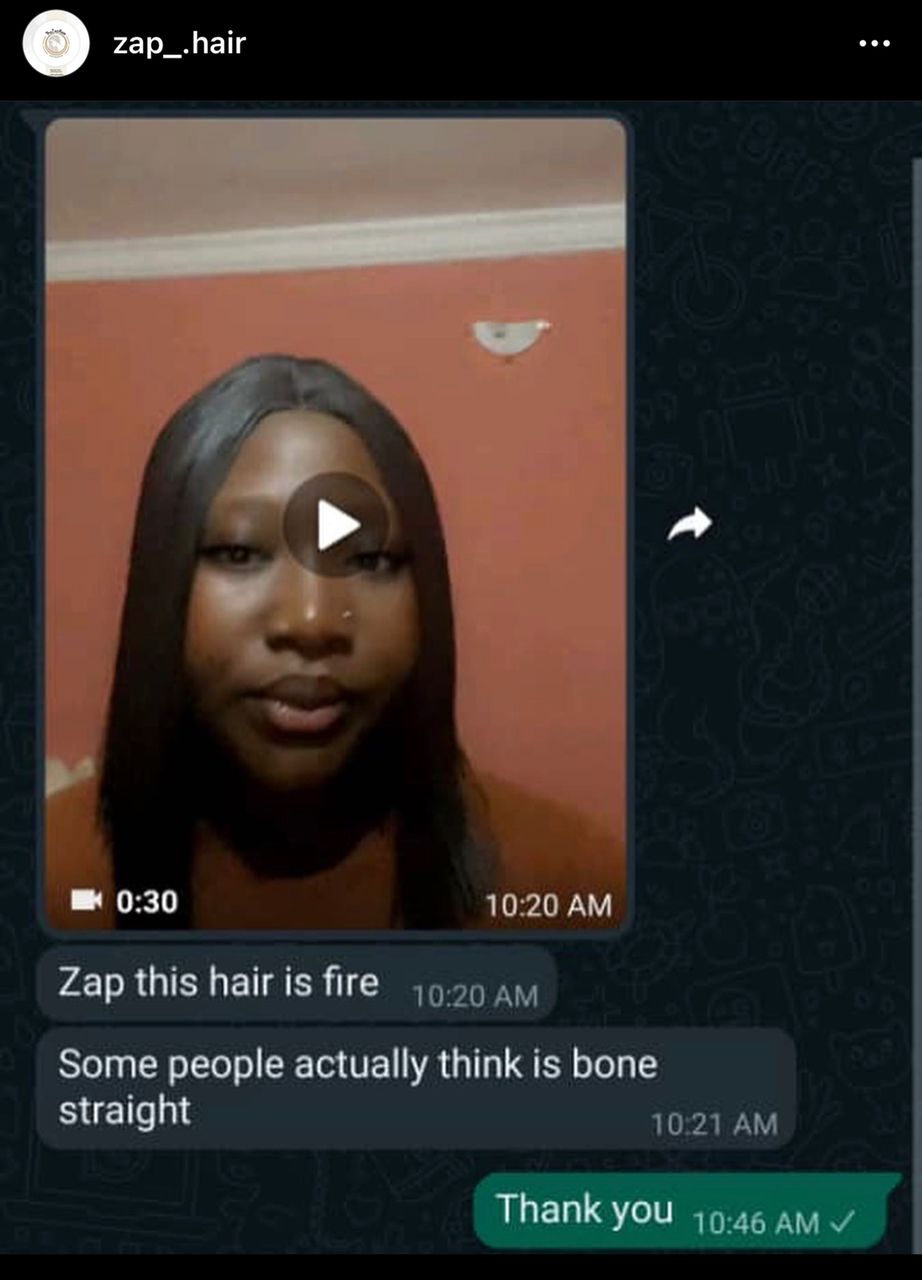 zap_.hair
0:30
10:20 AM
Zap this hair is fire 10:20 AM
Some people actually think is bone
straight
10:21 AM
Thank you 10:46 AM